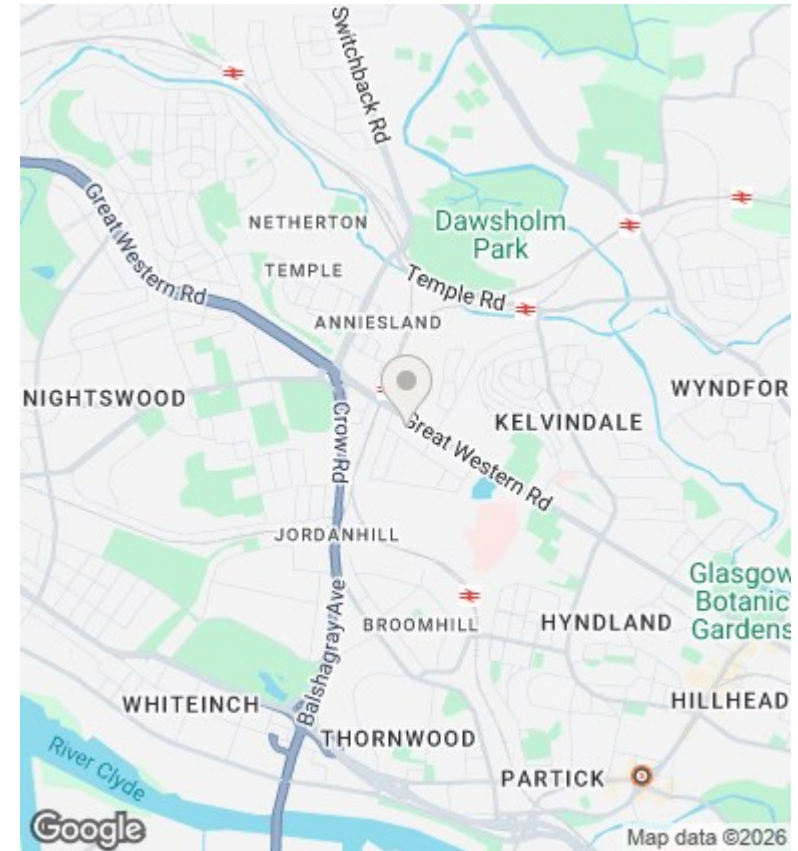 Switchback Rd
Great Western Rd
NETHERTON
Dawsholm
Park
TEMPLE
Temple Rd
ANNIESLAND
NIGHTSWOOD
Crow Rd
Great Western Rd
KELVINDALE
WYNDFOR
JORDANHILL
Glasgow
Botanic
Gardens
BROOMHILL
HYNDLAND
Balshagray Ave
WHITEINCH
HILLHEAD
THORNWOOD
River Clyde
PARTICK
Google
Map data ©2026